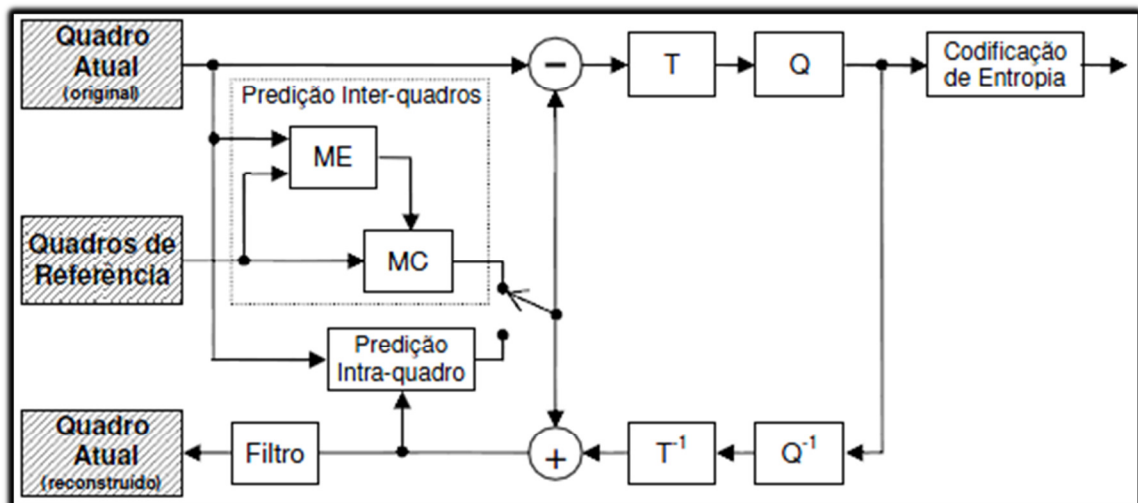 Quadro
Atual
(original)
Predição Inter-quadros
ME
MC
Quadros de
Referência
Predição
Intra-quadro
Quadro
Atual
(reconstruído)
Filtro
−
T
Q
Codificação
de Entropia
+
T⁻¹
Q⁻¹